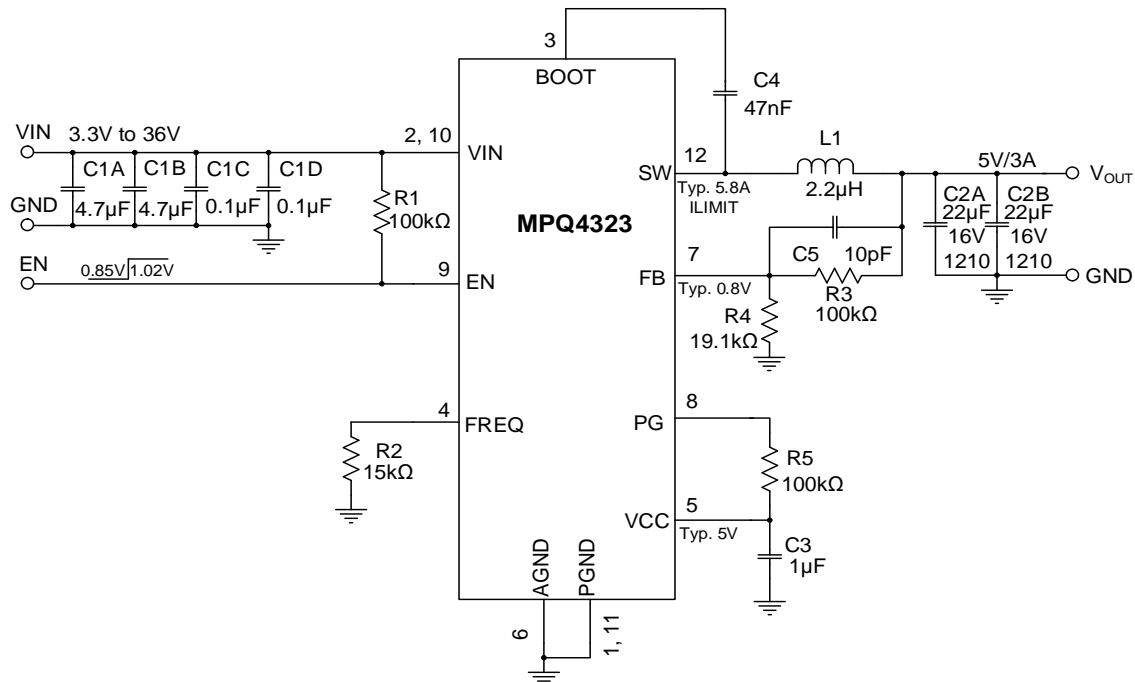 3
BOOT
C4
47nF
VIN
3.3V to 36V
2, 10
VIN
C1A
C1B
C1C
C1D
4.7µF
4.7µF
0.1µF
0.1µF
GND
R1
100kΩ
EN
0.85V
1.02V
9
EN
MPQ4323
SW
12
Typ. 5.8A
ILIMIT
L1
2.2µH
5V/3A
VOUT
C2A
22µF
16V
1210
C2B
22µF
16V
1210
GND
7
FB
Typ. 0.8V
C5
10pF
R3
100kΩ
R4
19.1kΩ
4
FREQ
R2
15kΩ
8
PG
R5
100kΩ
5
VCC
Typ. 5V
C3
1µF
AGND
PGND
6
1, 11